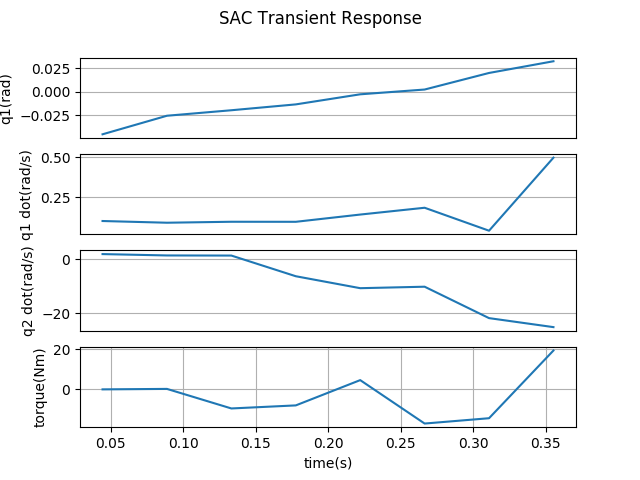 SAC Transient Response
0.025
0.000
−0.025
q1(rad)
0.50
0.25
q1 dot(rad/s)
0
−20
q2 dot(rad/s)
20
0
torque(Nm)
0.05 0.10 0.15 0.20 0.25 0.30 0.35
time(s)